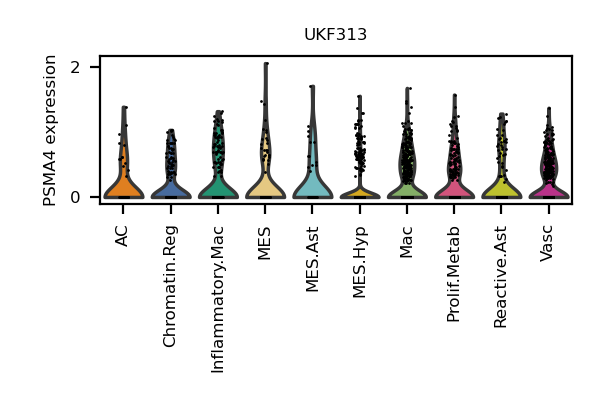 UKF313
PSMA4 expression
2
0
AC
Chromatin.Reg
Inflammatory.Mac
MES
MES.Ast
MES.Hyp
Mac
Prolif.Metab
Reactive.Ast
Vasc